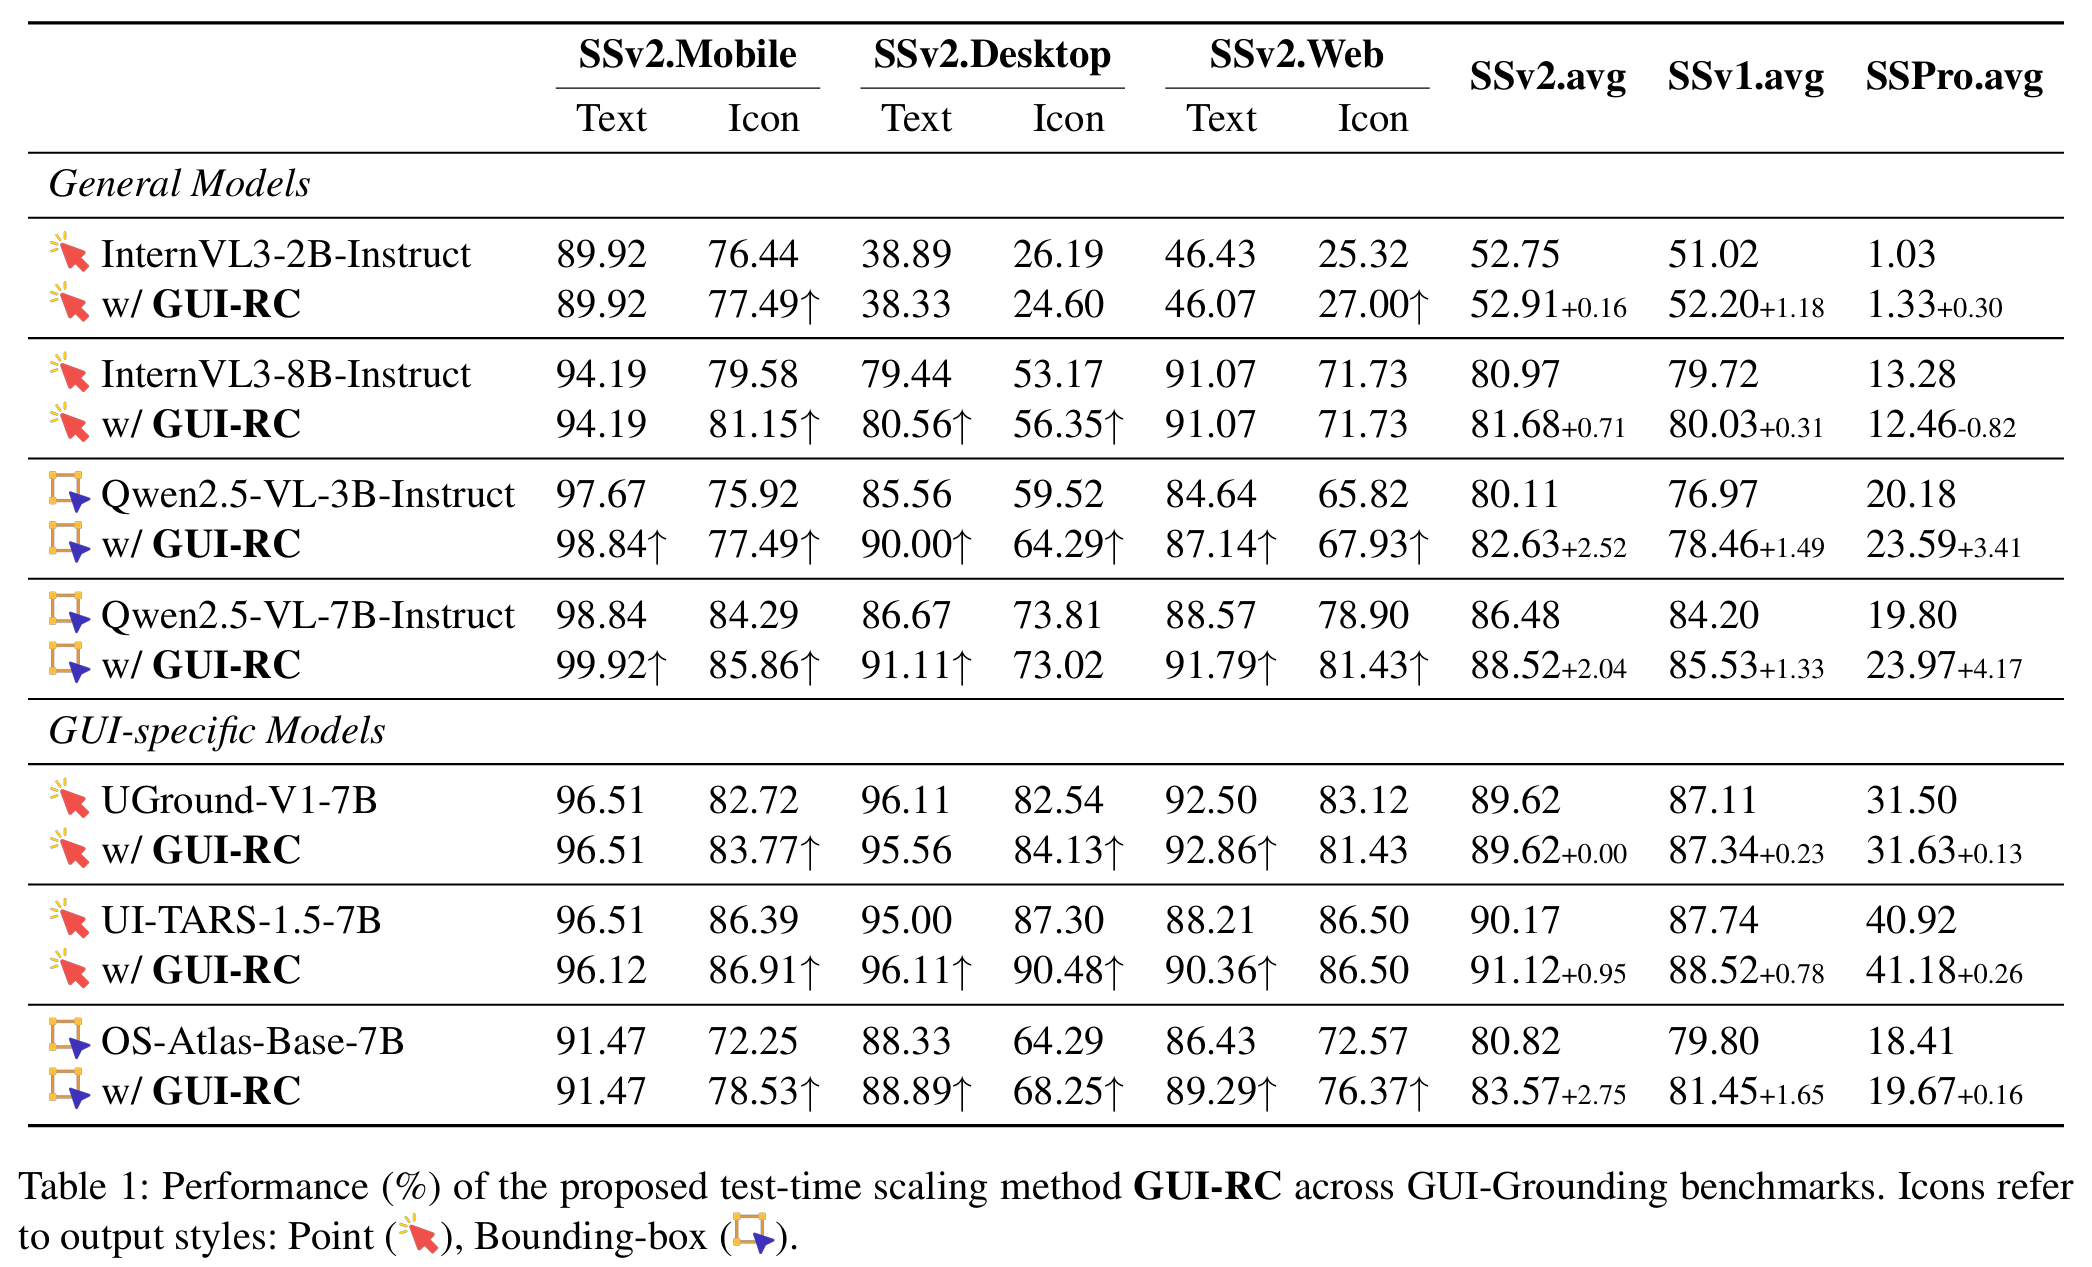 SSv2.Mobile SSv2.Desktop SSv2.Web SSv2.avg SSv1.avg SSPro.avg
Text Icon Text Icon Text Icon
General Models
InternVL3-2B-Instruct 89.92 76.44 38.89 26.19 46.43 25.32 52.75 51.02 1.03
w/ GUI-RC 89.92 77.49↑ 38.33 24.60 46.07 27.00↑ 52.91+0.16 52.20+1.18 1.33+0.30
InternVL3-8B-Instruct 94.19 79.58 79.44 53.17 91.07 71.73 80.97 79.72 13.28
w/ GUI-RC 94.19 81.15↑ 80.56↑ 56.35↑ 91.07 71.73 81.68+0.71 80.03+0.31 12.46-0.82
Qwen2.5-VL-3B-Instruct 97.67 75.92 85.56 59.52 84.64 65.82 80.11 76.97 20.18
w/ GUI-RC 98.84↑ 77.49↑ 90.00↑ 64.29↑ 87.14↑ 67.93↑ 82.63+2.52 78.46+1.49 23.59+3.41
Qwen2.5-VL-7B-Instruct 98.84 84.29 86.67 73.81 88.57 78.90 86.48 84.20 19.80
w/ GUI-RC 99.92↑ 85.86↑ 91.11↑ 73.02 91.79↑ 81.43↑ 88.52+2.04 85.53+1.33 23.97+4.17
GUI-specific Models
UGround-V1-7B 96.51 82.72 96.11 82.54 92.50 83.12 89.62 87.11 31.50
w/ GUI-RC 96.51 83.77↑ 95.56 84.13↑ 92.86↑ 81.43 89.62+0.00 87.34+0.23 31.63+0.13
UI-TARS-1.5-7B 96.51 86.39 95.00 87.30 88.21 86.50 90.17 87.74 40.92
w/ GUI-RC 96.12 86.91↑ 96.11↑ 90.48↑ 90.36↑ 86.50 91.12+0.95 88.52+0.78 41.18+0.26
OS-Atlas-Base-7B 91.47 72.25 88.33 64.29 86.43 72.57 80.82 79.80 18.41
w/ GUI-RC 91.47 78.53↑ 88.89↑ 68.25↑ 89.29↑ 76.37↑ 83.57+2.75 81.45+1.65 19.67+0.16
Table 1: Performance (%) of the proposed test-time scaling method GUI-RC across GUI-Grounding benchmarks. Icons refer
to output styles: Point (), Bounding-box ().